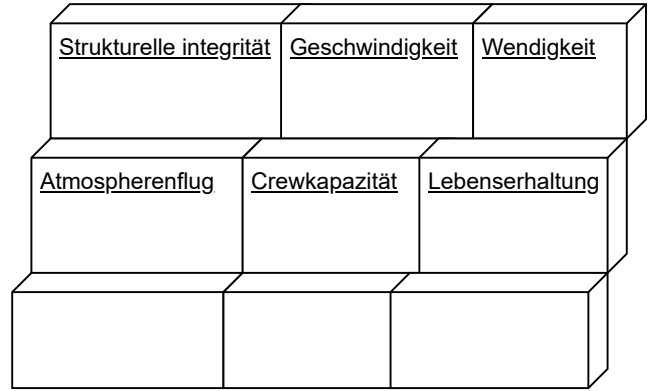 Strukturelle integrität
Geschwindigkeit
Wendigkeit
Atmospherenflug
Crewkapazität
Lebenserhaltung